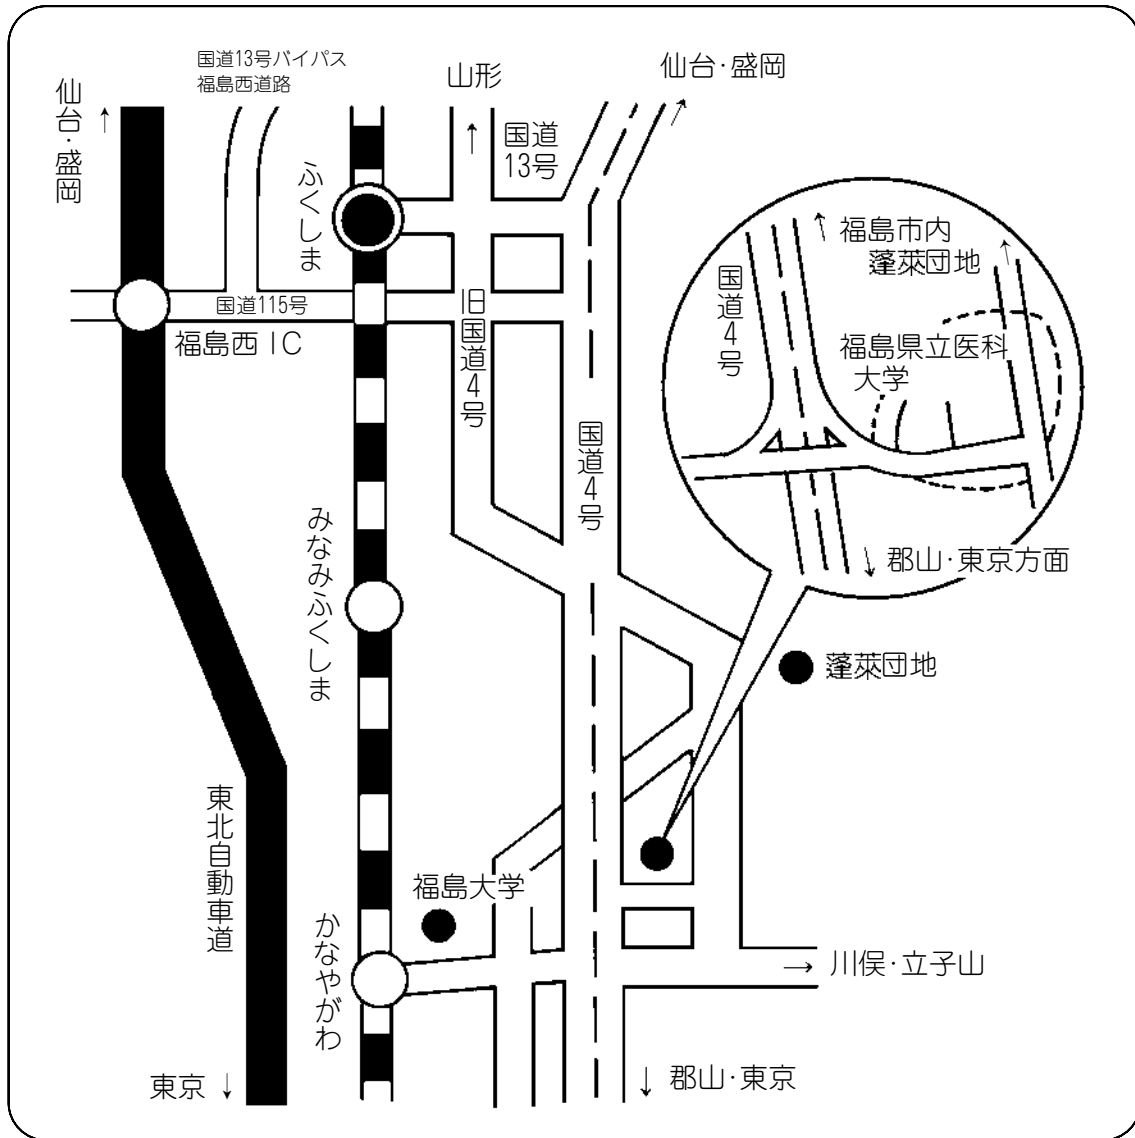 国道13号バイパス
福島西道路
山形
仙台・盛岡
仙台・盛岡
国道
13号
ふくしま
福島市内
蓬萊団地
国道4号
国道115号
旧国道4号
福島西IC
福島県立医科
大学
国道4号
みなみふくしま
郡山・東京方面
蓬萊団地
東北自動車道
福島大学
かなやがわ
川俣・立子山
東京
郡山・東京